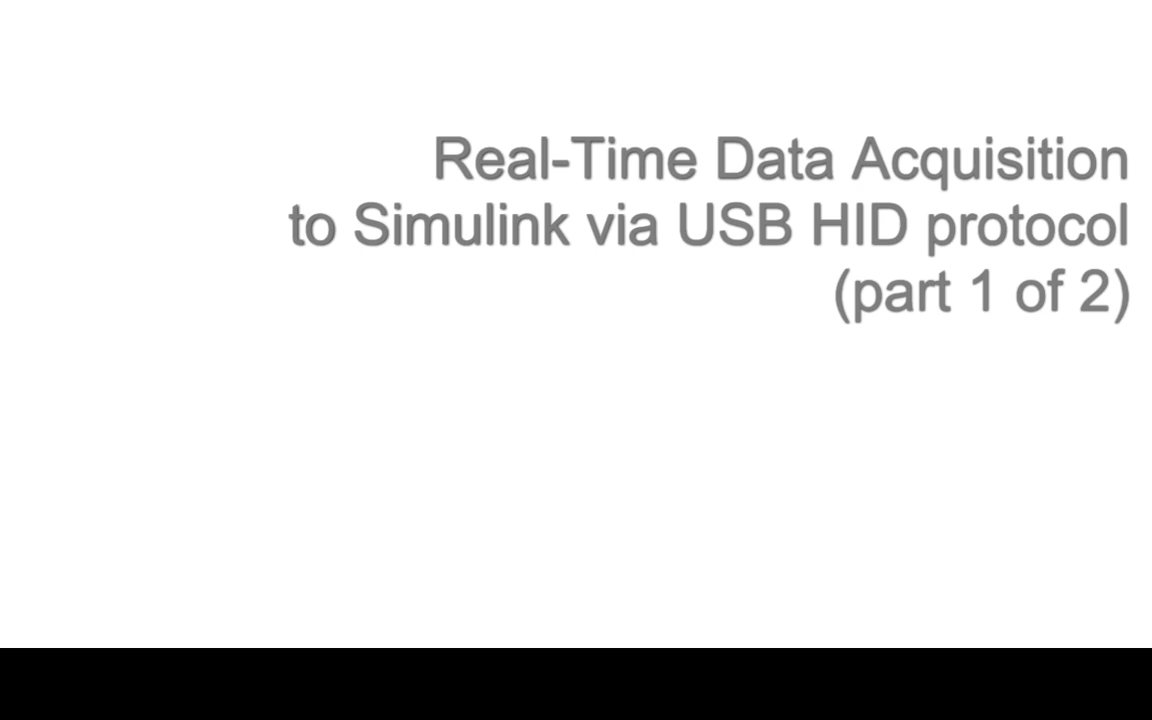 Real-Time Data Acquisition
to Simulink via USB HID protocol
(part 1 of 2)